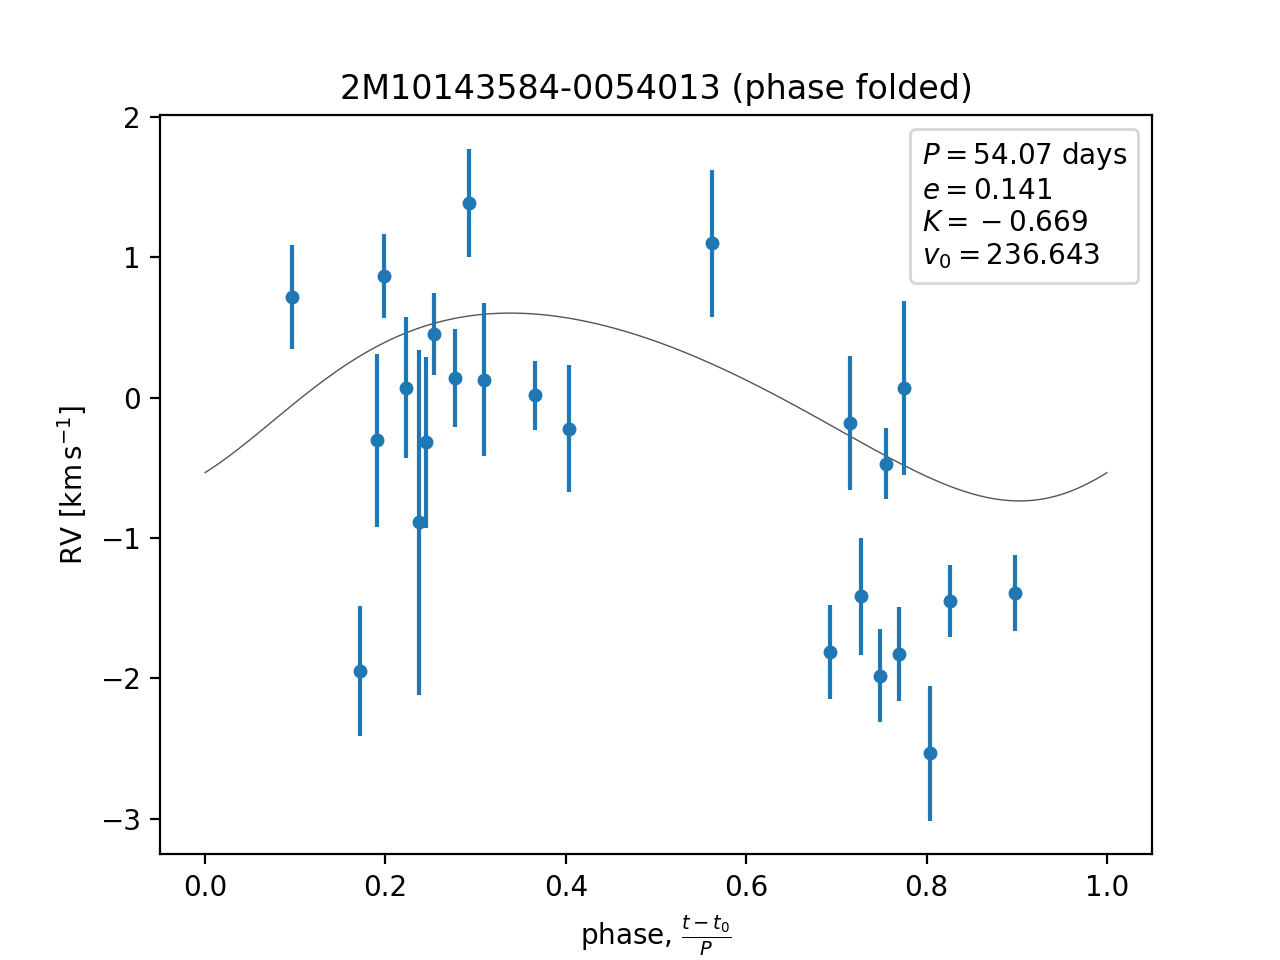 2M10143584-0054013 (phase folded)
P = 54.07 days
e = 0.141
K = −0.669
v₀ = 236.643
2
1
0
−1
−2
−3
RV [km s⁻¹]
0.0 0.2 0.4 0.6 0.8 1.0
phase, (t − t₀)/P